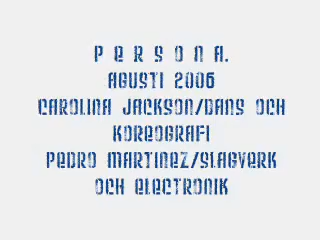 P e R S O N A.
AGUSTI 2006
CAROLINA JACKSON/DANS OCH
KOREOGRAFI
PeDRO MARTINeZ/SLAGVeRK
OCH eLeCTRONIK